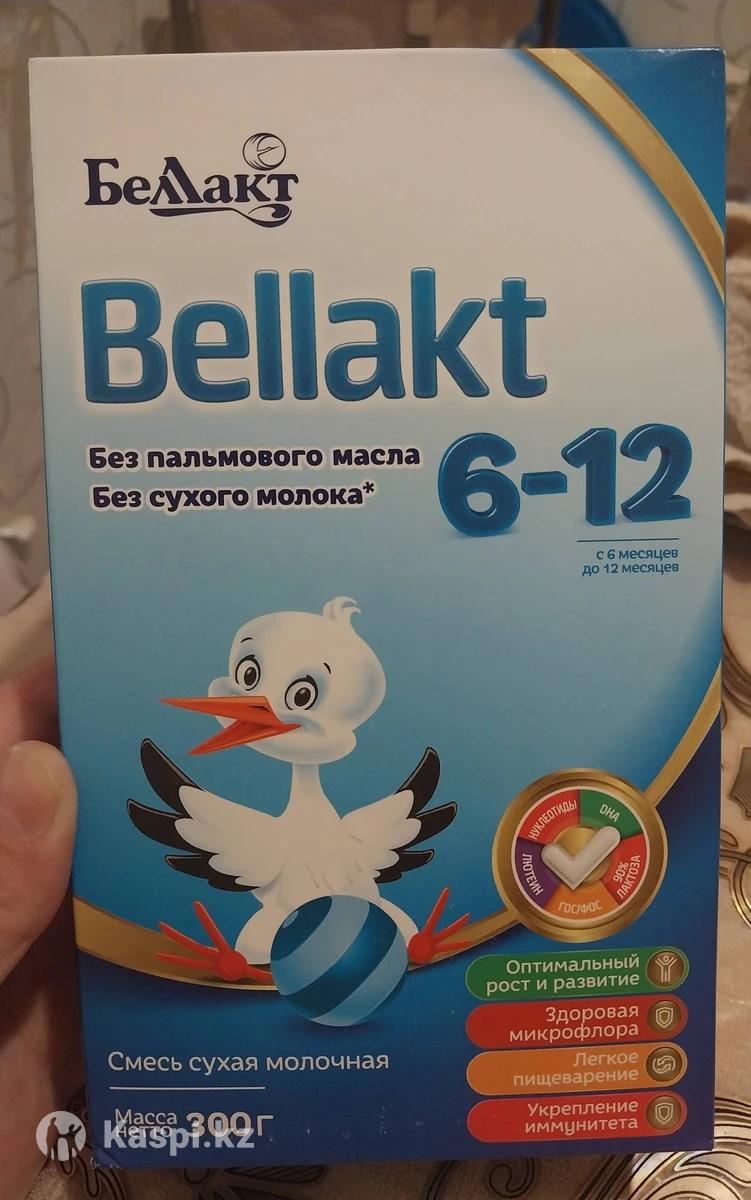 Беллакт
Bellakt
Без пальмового масла
Без сухого молока*
6-12
с 6 месяцев
до 12 месяцев
НУКЛЕОТИДЫ
DHA
ЛЮТЕИН
90%
ЛАКТОЗА
ГОС/ФОС
Оптимальный
рост и развитие
Здоровая
микрофлора
Легкое
пищеварение
Укрепление
иммунитета
Смесь сухая молочная
Масса
нетто 300 г
Kaspi.kz